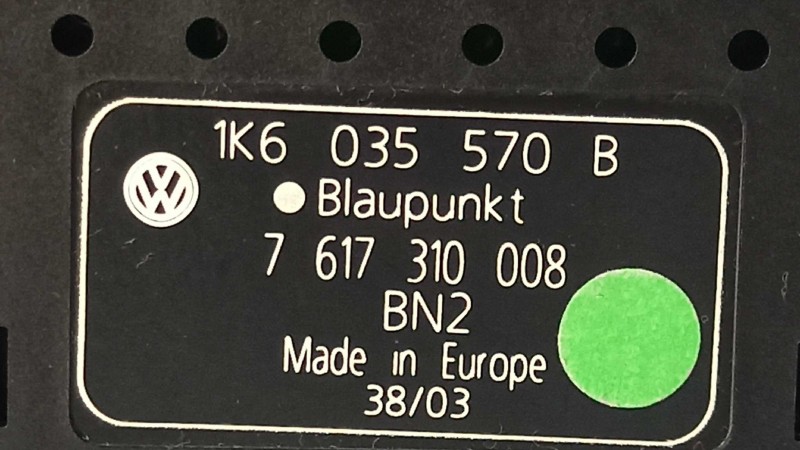 1K6 035 570 B
Blaupunkt
7 617 310 008
BN2
Made in Europe
38/03